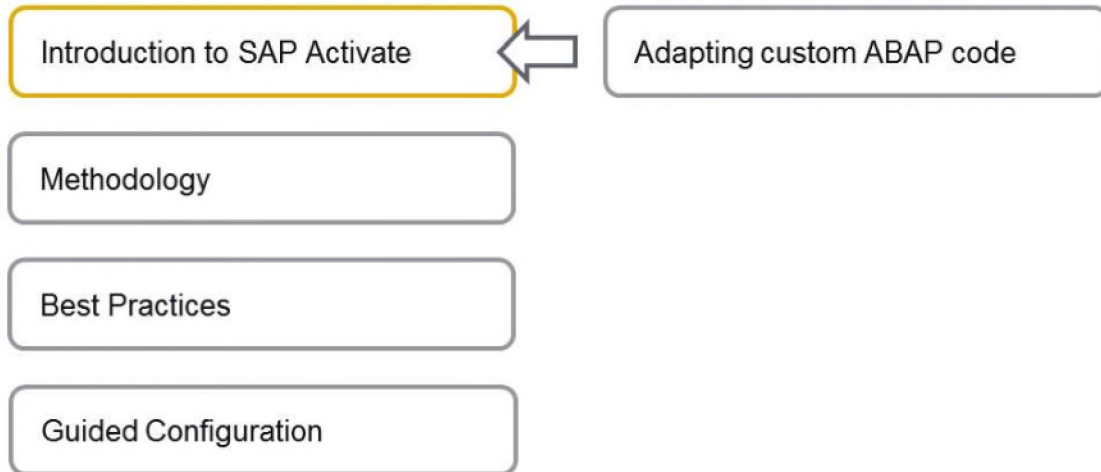 Introduction to SAP Activate
Adapting custom ABAP code
Methodology
Best Practices
Guided Configuration